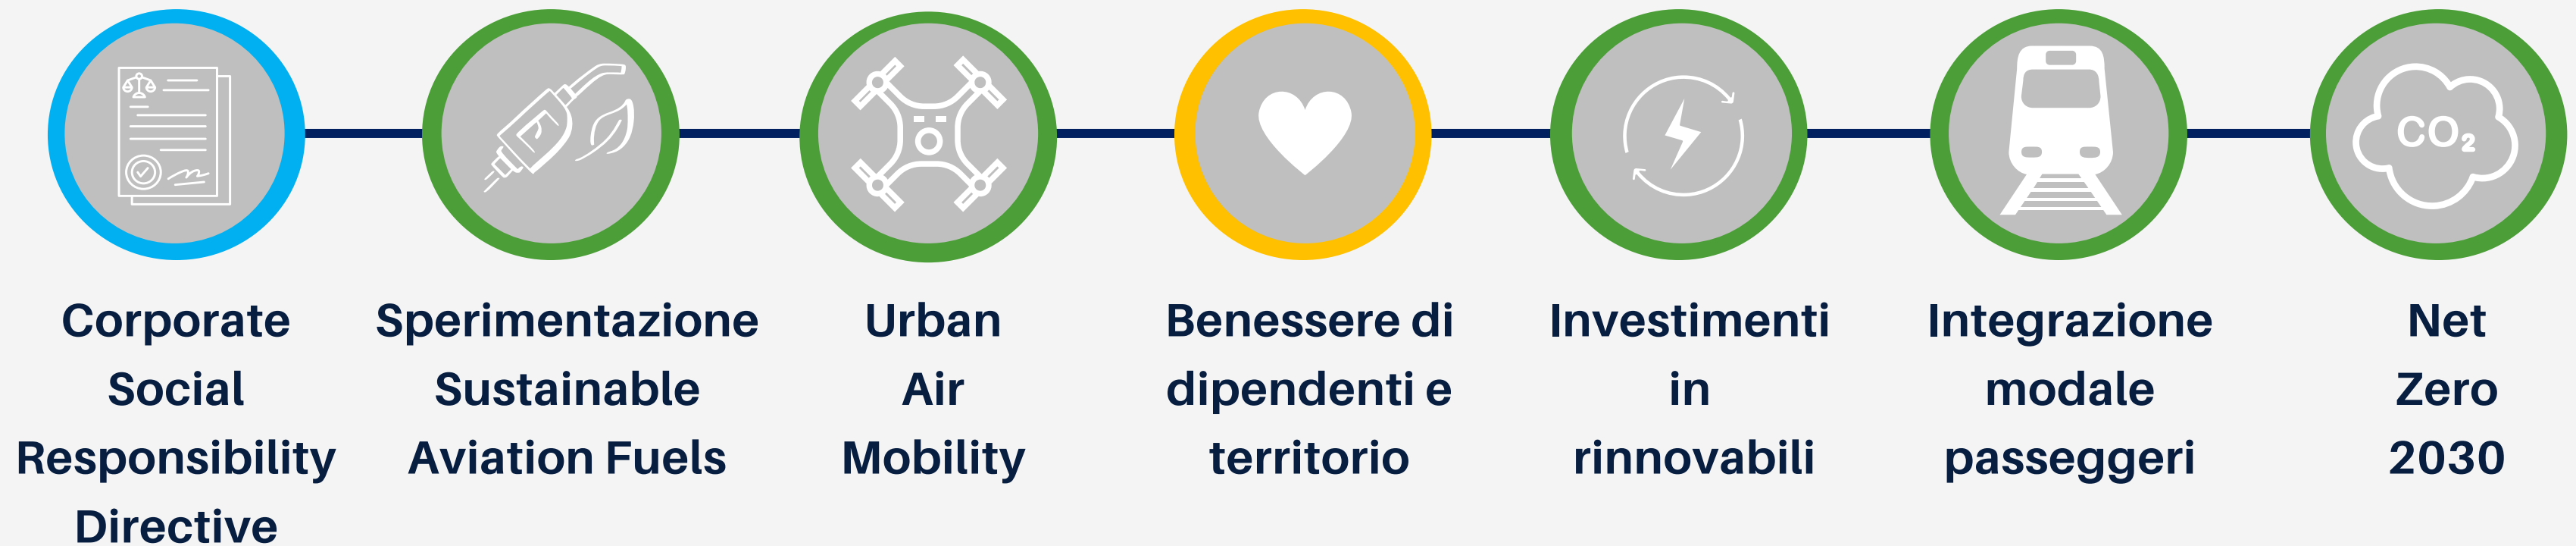 CO₂
Corporate
Social
Responsibility
Directive
Sperimentazione
Sustainable
Aviation Fuels
Urban
Air
Mobility
Benessere di
dipendenti e
territorio
Investimenti
in
rinnovabili
Integrazione
modale
passeggeri
Net
Zero
2030